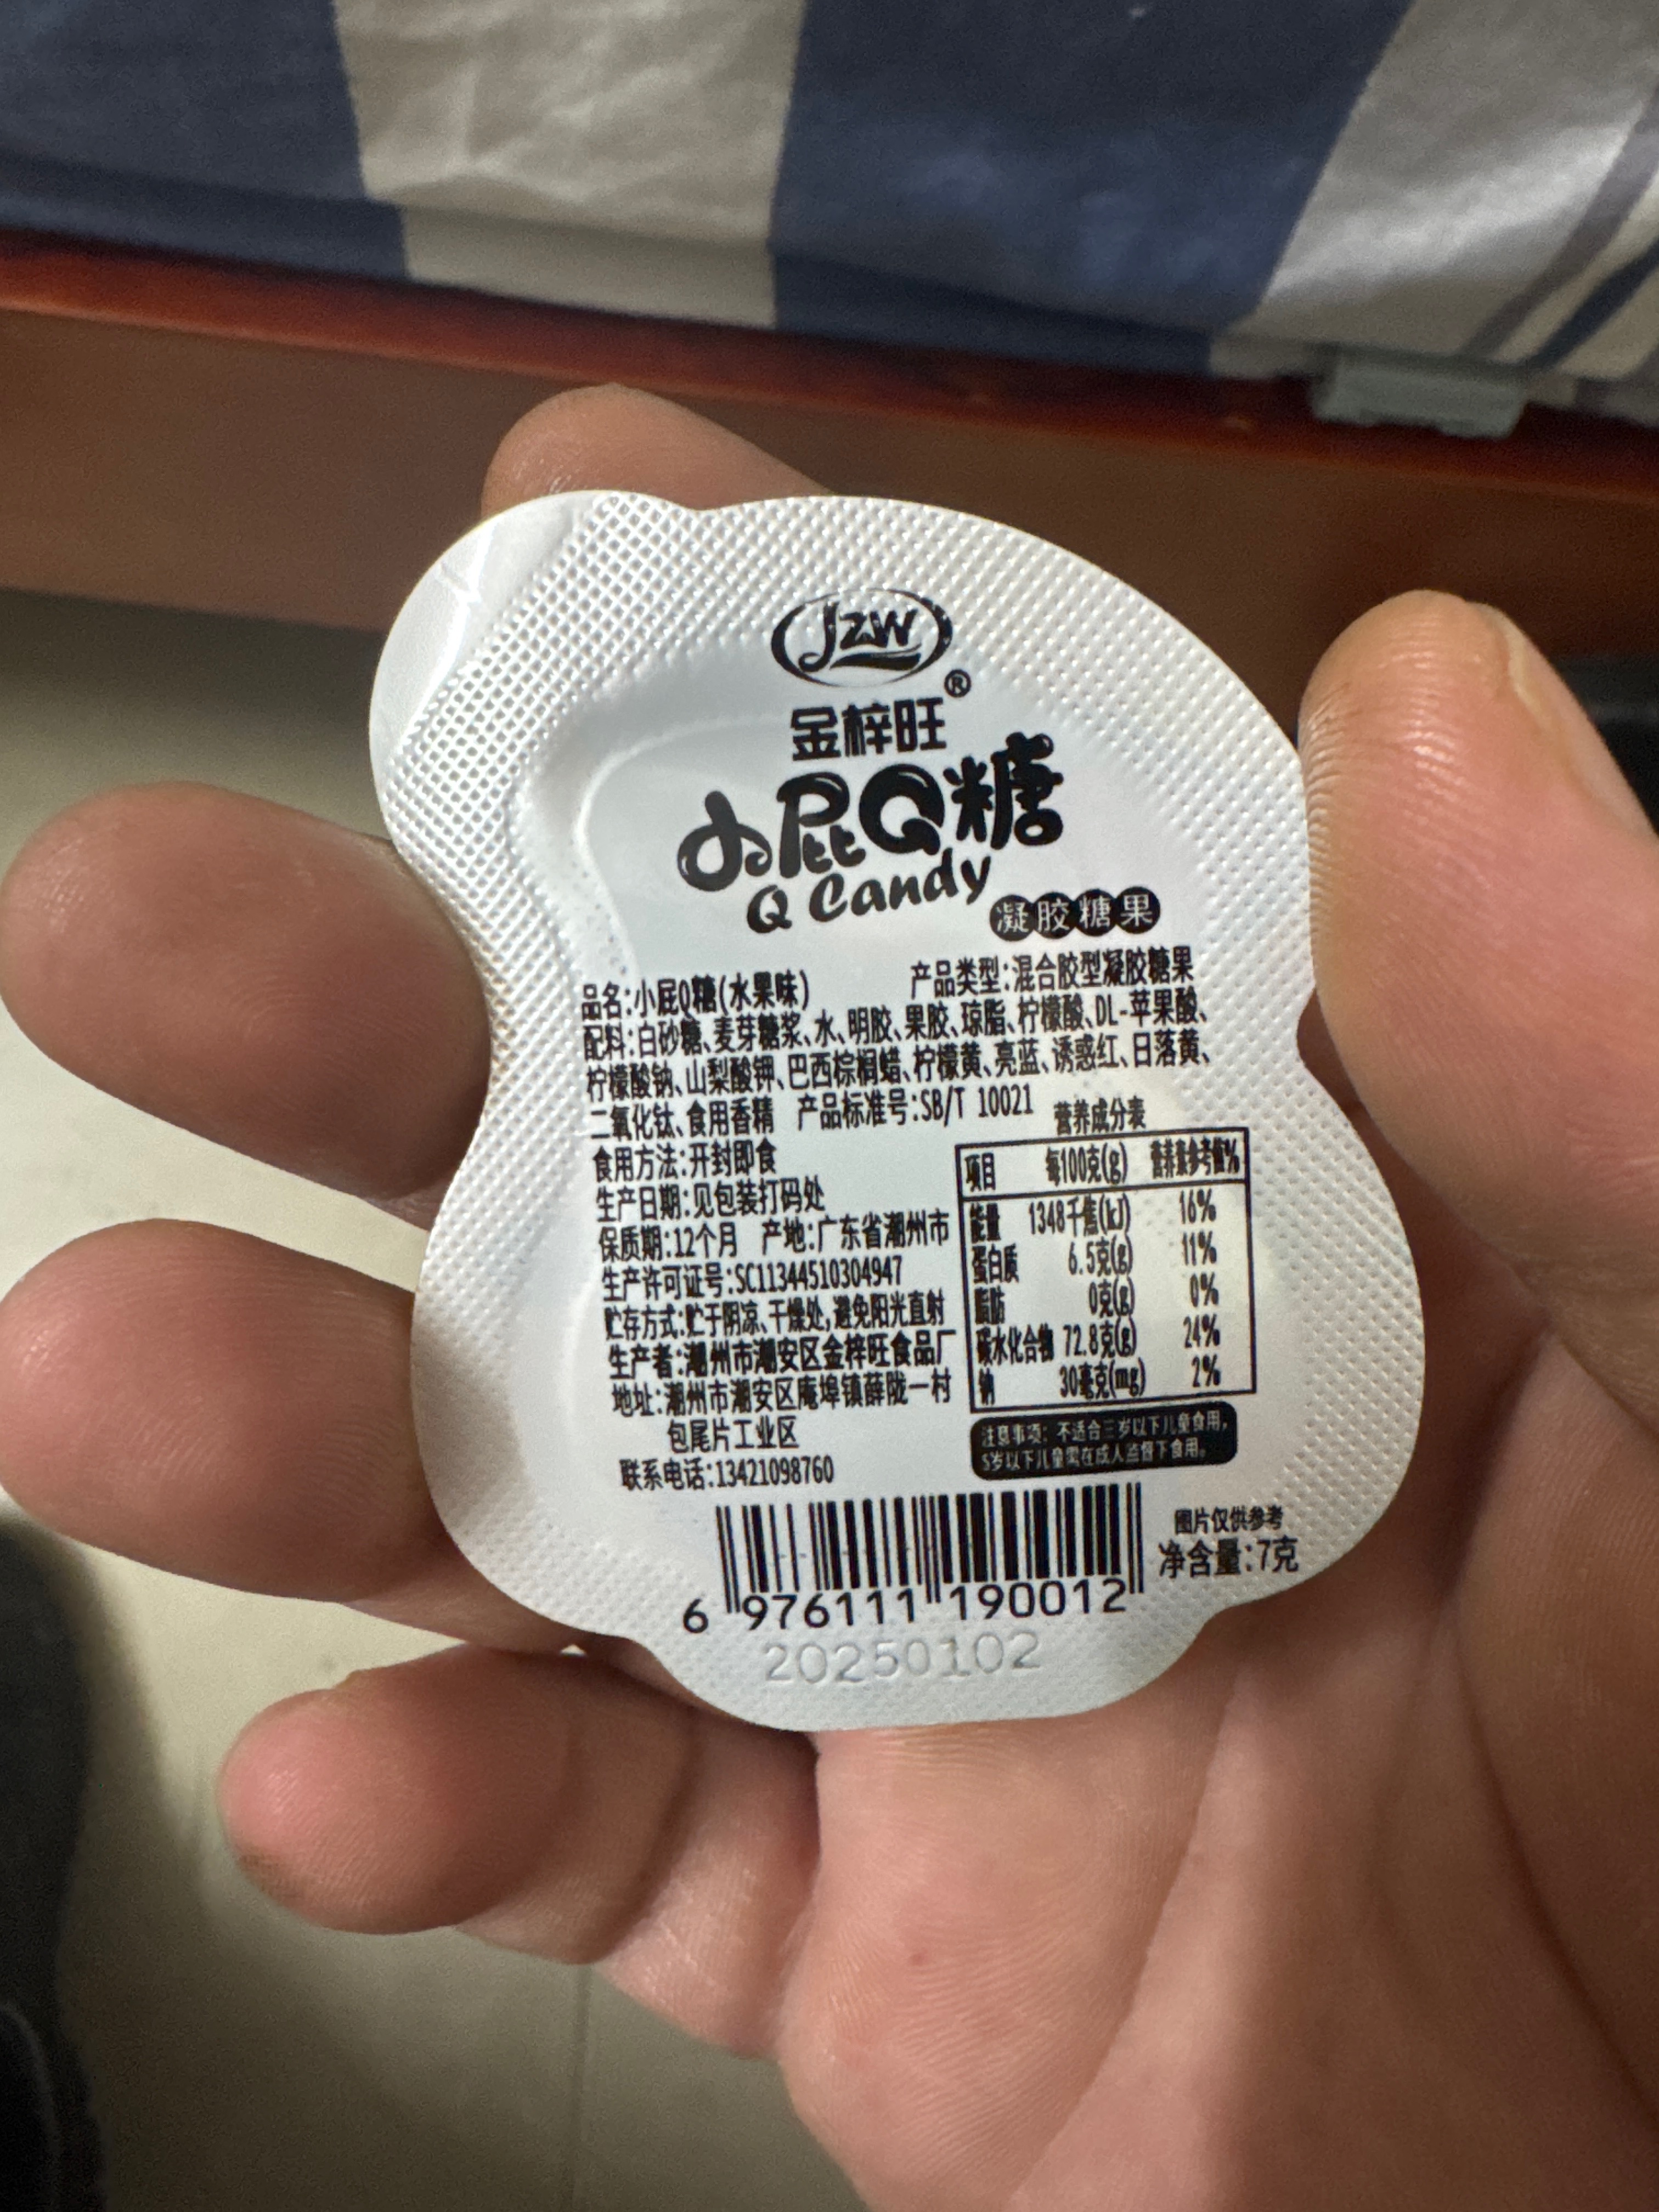 JZW
®
金梓旺
小屁Q糖
Q Candy
凝胶糖果
品名:小屁Q糖(水果味) 产品类型:混合胶型凝胶糖果
配料:白砂糖、麦芽糖浆、水、明胶、果胶、琼脂、柠檬酸、DL-苹果酸、
柠檬酸钠、山梨酸钾、巴西棕榈蜡、柠檬黄、亮蓝、诱惑红、日落黄、
二氧化钛、食用香精 产品标准号:SB/T 10021
食用方法:开封即食
生产日期:见包装打码处
保质期:12个月 产地:广东省潮州市
生产许可证号:SC11344510304947
贮存方式:贮于阴凉、干燥处,避免阳光直射
生产者:潮州市潮安区金梓旺食品厂
地址:潮州市潮安区庵埠镇薛陇一村
包尾片工业区
联系电话:13421098760
营养成分表
项目 每100克(g) 营养素参考值%
能量 1348千焦(kJ) 16%
蛋白质 6.5克(g) 11%
脂肪 0克(g) 0%
碳水化合物 72.8克(g) 24%
钠 30毫克(mg) 2%
注意事项:不适合三岁以下儿童食用,
5岁以下儿童需在成人监督下食用。
图片仅供参考
净含量:7克
6 976111 190012
20250102